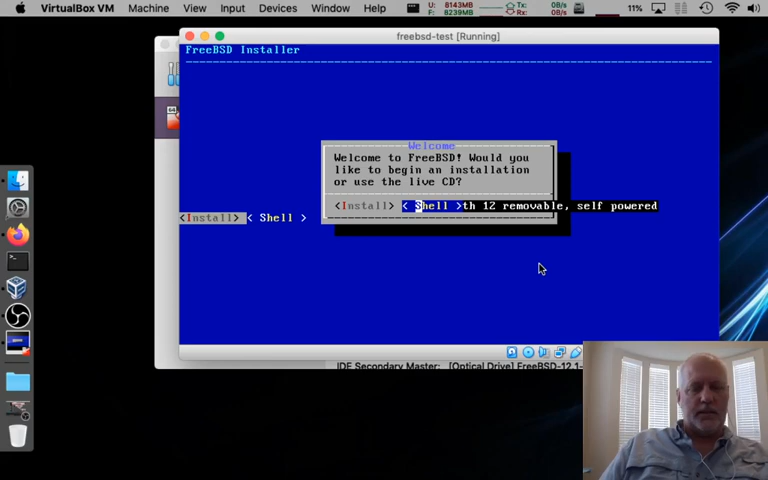 VirtualBox VM Machine View Input Devices Window Help
U: 8143MB
F: 8239MB
Tx: 0B/s
Rx: 0B/s
11%
freebsd-test [Running]
FreeBSD Installer
Welcome
Welcome to FreeBSD! Would you
like to begin an installation
or use the live CD?
<Install> < Shell >th 12 removable, self powered
<Install> < Shell >
IDE Secondary Master: [Optical Drive] FreeBSD-12.1-